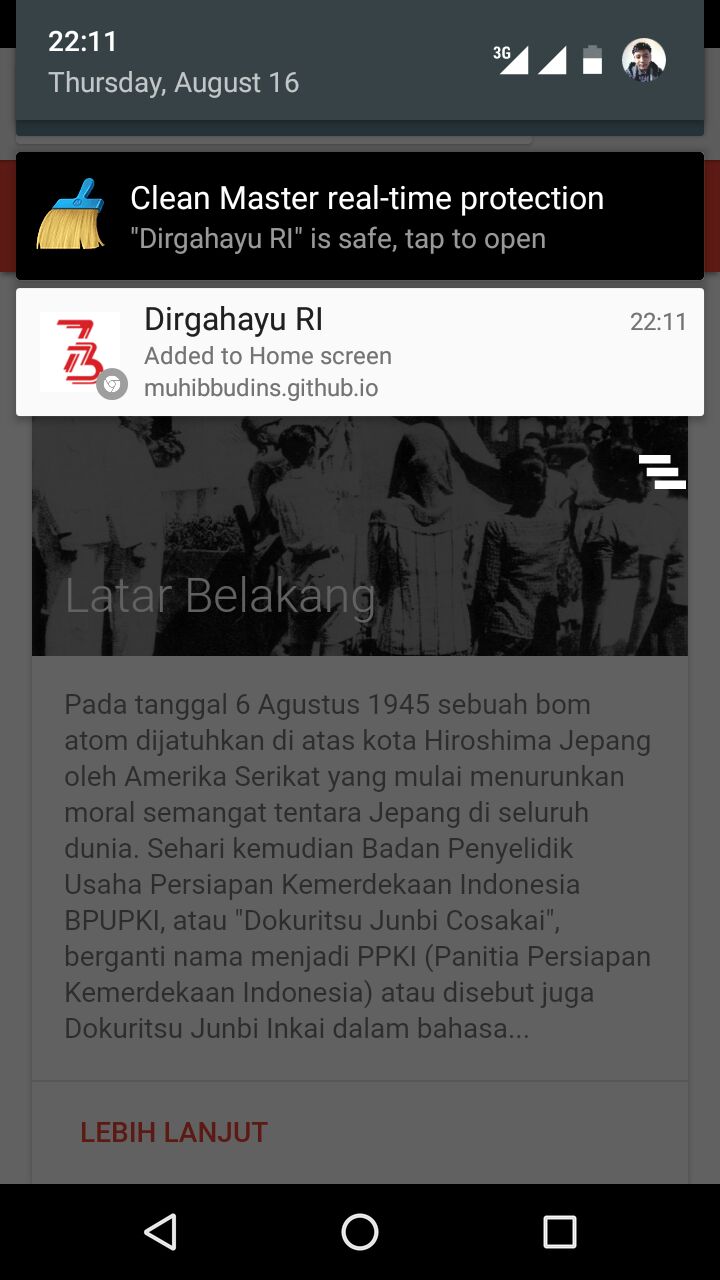 22:11
3G
Thursday, August 16
Clean Master real-time protection
"Dirgahayu RI" is safe, tap to open
Dirgahayu RI
22:11
73
Added to Home screen
muhibbudins.github.io
Latar Belakang
Pada tanggal 6 Agustus 1945 sebuah bom
atom dijatuhkan di atas kota Hiroshima Jepang
oleh Amerika Serikat yang mulai menurunkan
moral semangat tentara Jepang di seluruh
dunia. Sehari kemudian Badan Penyelidik
Usaha Persiapan Kemerdekaan Indonesia
BPUPKI, atau "Dokuritsu Junbi Cosakai",
berganti nama menjadi PPKI (Panitia Persiapan
Kemerdekaan Indonesia) atau disebut juga
Dokuritsu Junbi Inkai dalam bahasa...
LEBIH LANJUT